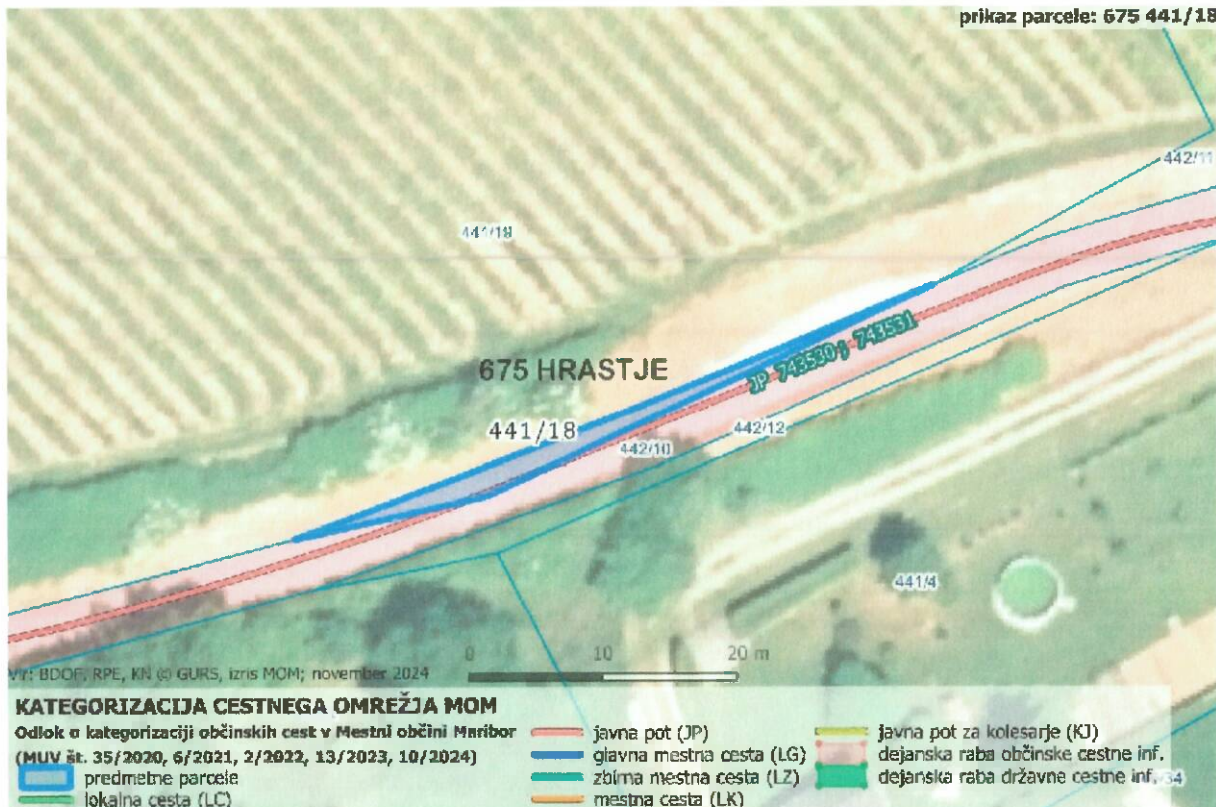 prikaz parcele: 675 441/18
442/11
441/19
JP 743530 ; 743531
675 HRASTJE
441/18
442/12
442/10
441/4
Vir: BDOF, RPE, KN © GURS, izris MOM; november 2024
0 10 20 m
KATEGORIZACIJA CESTNEGA OMREŽJA MOM
Odlok o kategorizaciji občinskih cest v Mestni občini Maribor
(MUV št. 35/2020, 6/2021, 2/2022, 13/2023, 10/2024)
predmetne parcele
lokalna cesta (LC)
javna pot (JP)
glavna mestna cesta (LG)
zbirna mestna cesta (LZ)
mestna cesta (LK)
javna pot za kolesarje (KJ)
dejanska raba občinske cestne inf.
dejanska raba državne cestne inf.